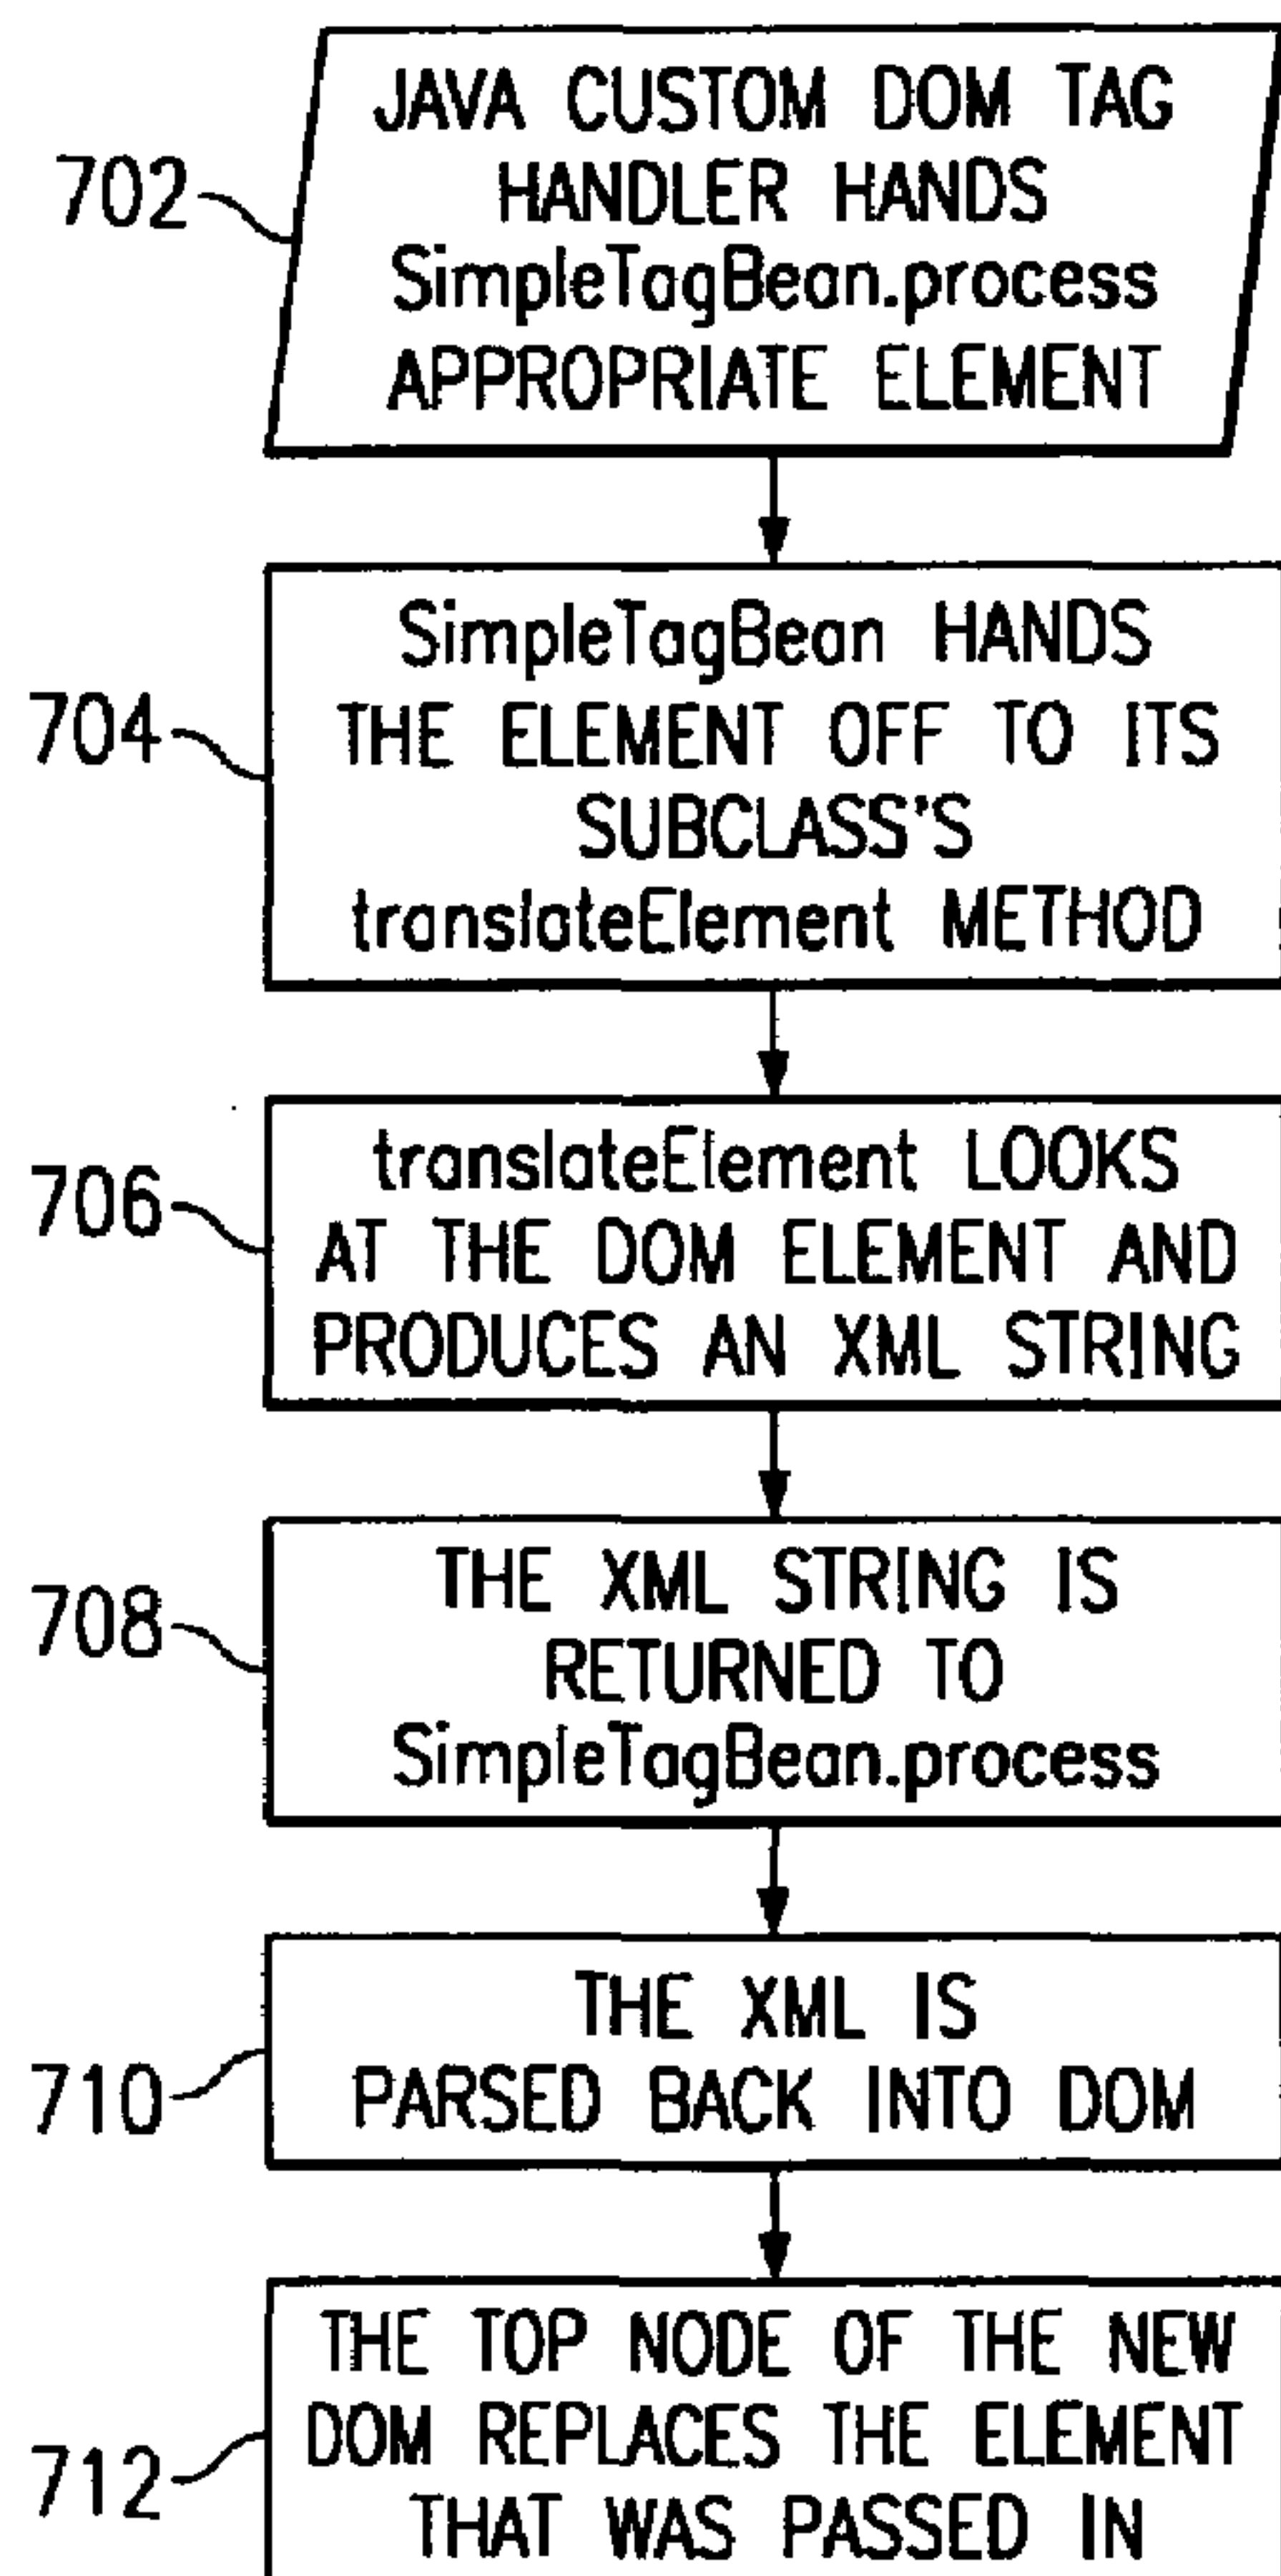 JAVA CUSTOM DOM TAG
HANDLER HANDS
SimpleTagBean.process
APPROPRIATE ELEMENT
702
SimpleTagBean HANDS
THE ELEMENT OFF TO ITS
SUBCLASS'S
translateElement METHOD
704
translateElement LOOKS
AT THE DOM ELEMENT AND
PRODUCES AN XML STRING
706
THE XML STRING IS
RETURNED TO
SimpleTagBean.process
708
THE XML IS
PARSED BACK INTO DOM
710
THE TOP NODE OF THE NEW
DOM REPLACES THE ELEMENT
THAT WAS PASSED IN
712